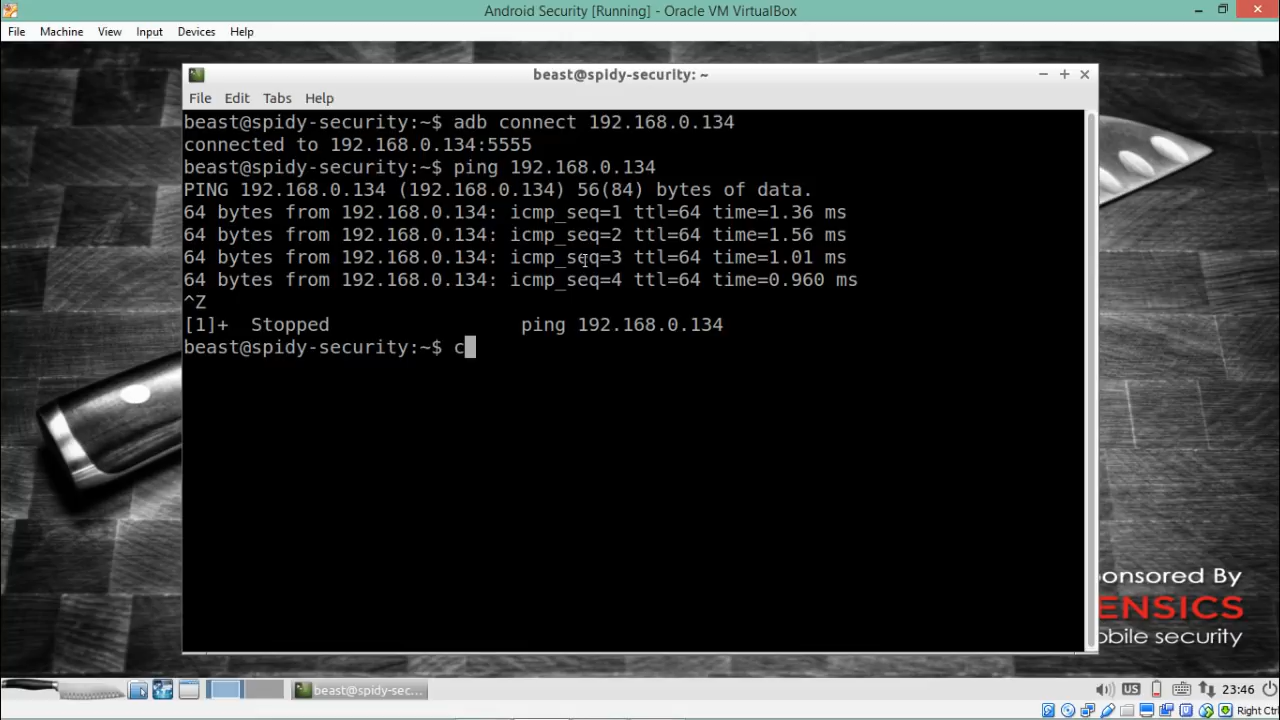 Android Security [Running] - Oracle VM VirtualBox
File Machine View Input Devices Help
beast@spidy-security: ~
File Edit Tabs Help
beast@spidy-security:~$ adb connect 192.168.0.134
connected to 192.168.0.134:5555
beast@spidy-security:~$ ping 192.168.0.134
PING 192.168.0.134 (192.168.0.134) 56(84) bytes of data.
64 bytes from 192.168.0.134: icmp_seq=1 ttl=64 time=1.36 ms
64 bytes from 192.168.0.134: icmp_seq=2 ttl=64 time=1.56 ms
64 bytes from 192.168.0.134: icmp_seq=3 ttl=64 time=1.01 ms
64 bytes from 192.168.0.134: icmp_seq=4 ttl=64 time=0.960 ms
^Z
[1]+  Stopped                 ping 192.168.0.134
beast@spidy-security:~$ c
onsored By
ENSICS
obile security
beast@spidy-sec...
US
23:46
Right Ctrl